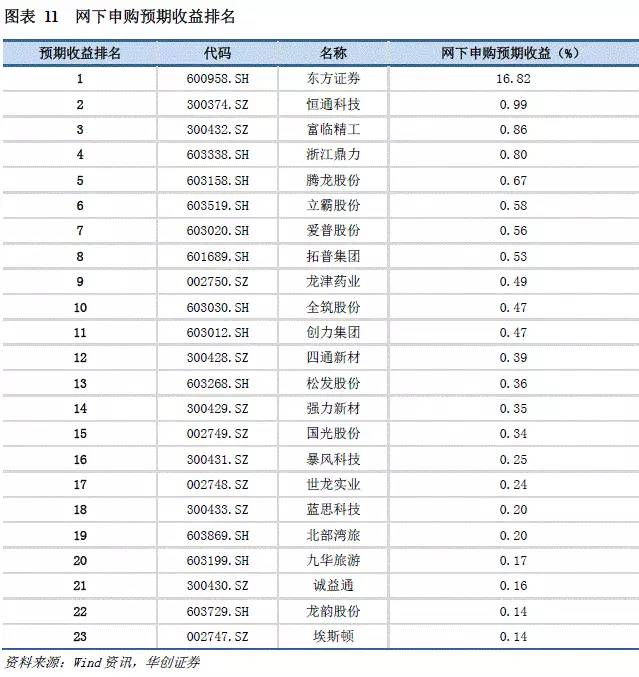 图表 11 网下申购预期收益排名
预期收益排名 代码 名称 网下申购预期收益（%）
1 600958.SH 东方证券 16.82
2 300374.SZ 恒通科技 0.99
3 300432.SZ 富临精工 0.86
4 603338.SH 浙江鼎力 0.80
5 603158.SH 腾龙股份 0.67
6 603519.SH 立霸股份 0.58
7 603020.SH 爱普股份 0.56
8 601689.SH 拓普集团 0.53
9 002750.SZ 龙津药业 0.49
10 603030.SH 全筑股份 0.47
11 603012.SH 创力集团 0.47
12 300428.SZ 四通新材 0.39
13 603268.SH 松发股份 0.36
14 300429.SZ 强力新材 0.35
15 002749.SZ 国光股份 0.34
16 300431.SZ 暴风科技 0.25
17 002748.SZ 世龙实业 0.24
18 300433.SZ 蓝思科技 0.20
19 603869.SH 北部湾旅 0.20
20 603199.SH 九华旅游 0.17
21 300430.SZ 诚益通 0.16
22 603729.SH 龙韵股份 0.14
23 002747.SZ 埃斯顿 0.14
资料来源：Wind资讯，华创证券